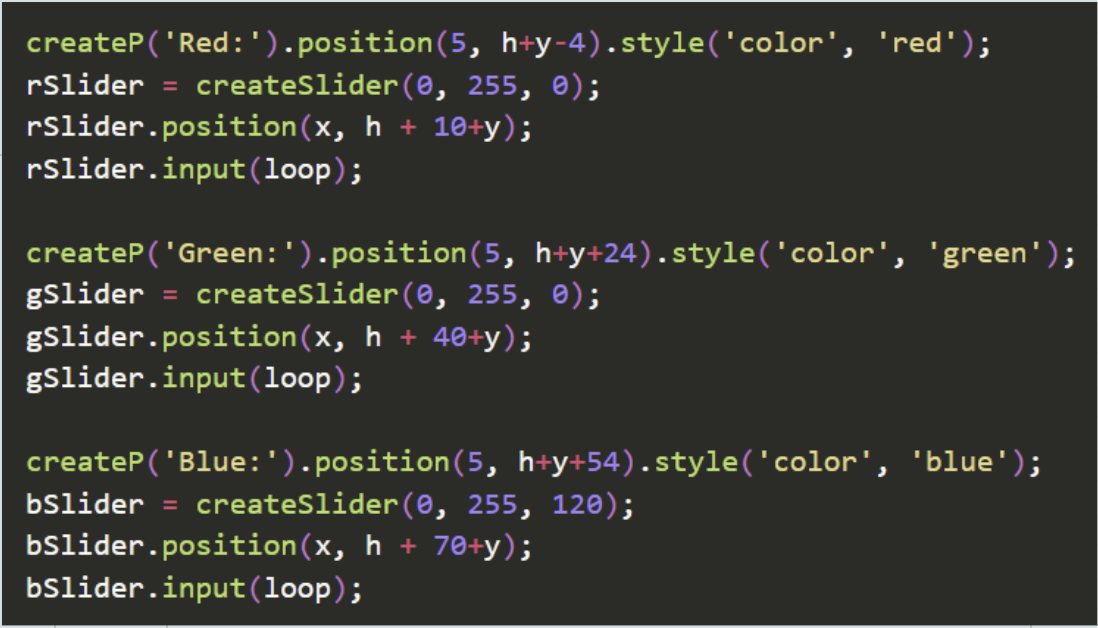 createP('Red:').position(5, h+y-4).style('color', 'red');
rSlider = createSlider(0, 255, 0);
rSlider.position(x, h + 10+y);
rSlider.input(loop);

createP('Green:').position(5, h+y+24).style('color', 'green');
gSlider = createSlider(0, 255, 0);
gSlider.position(x, h + 40+y);
gSlider.input(loop);

createP('Blue:').position(5, h+y+54).style('color', 'blue');
bSlider = createSlider(0, 255, 120);
bSlider.position(x, h + 70+y);
bSlider.input(loop);